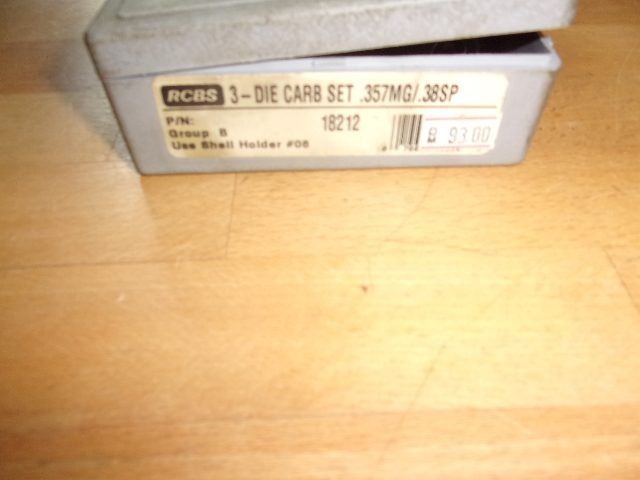 RCBS 3-DIE CARB SET .357MG/.38SP
P/N: 18212
Group B
Use Shell Holder #06
93.00